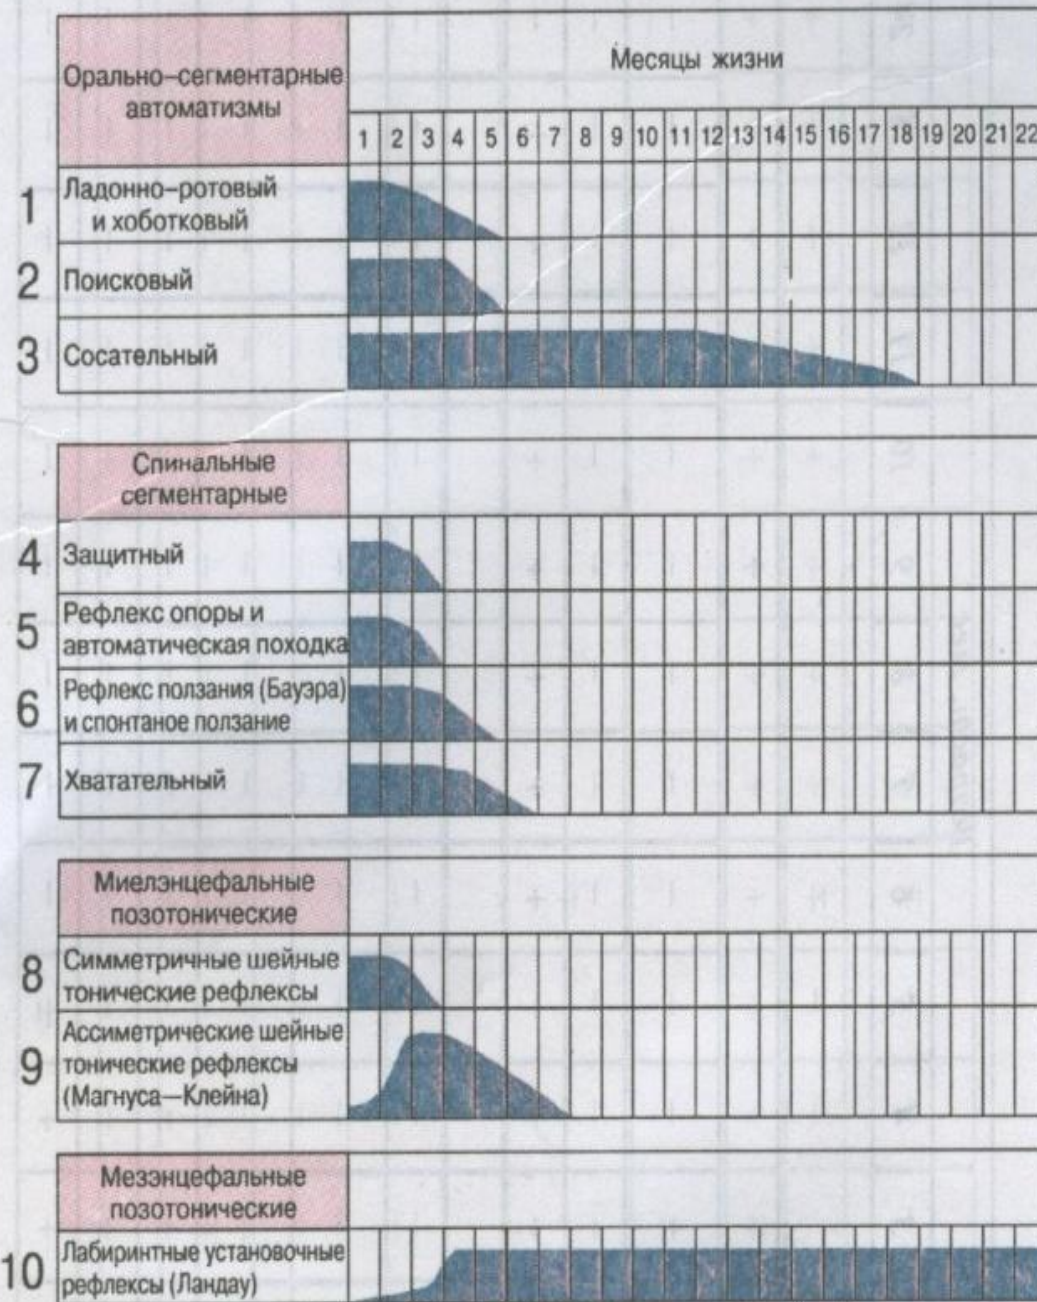 Орально–сегментарные
автоматизмы
Месяцы жизни
1 2 3 4 5 6 7 8 9 10 11 12 13 14 15 16 17 18 19 20 21 22
1 Ладонно–ротовый
и хоботковый
2 Поисковый
3 Сосательный
Спинальные
сегментарные
4 Защитный
5 Рефлекс опоры и
автоматическая походка
6 Рефлекс ползания (Бауэра)
и спонтаное ползание
7 Хватательный
Миелэнцефальные
позотонические
8 Симметричные шейные
тонические рефлексы
9 Ассиметрические шейные
тонические рефлексы
(Магнуса—Клейна)
Мезэнцефальные
позотонические
10 Лабиринтные установочные
рефлексы (Ландау)